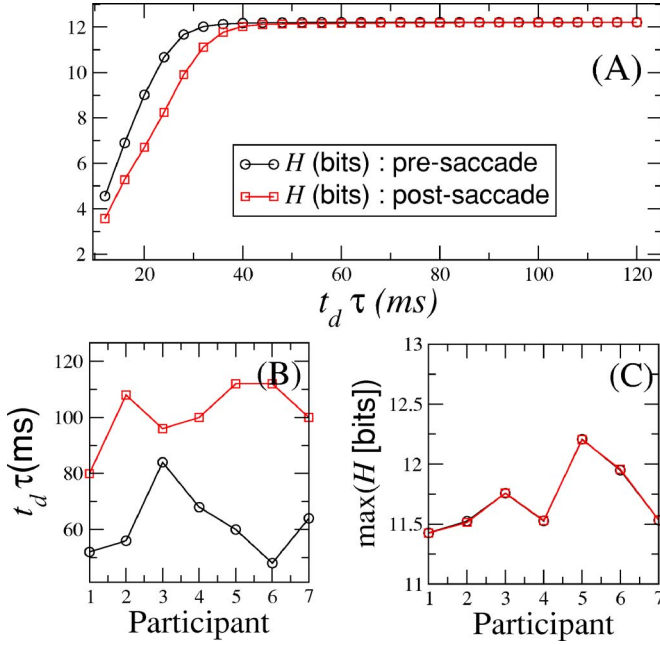 12
10
8
6
4
2
(A)
H (bits) : pre-saccade
H (bits) : post-saccade
20 40 60 80 100 120
t_d τ (ms)
(B)
120
100
80
60
t_d τ(ms)
1 2 3 4 5 6 7
Participant
(C)
13
12.5
12
11.5
11
max(H [bits])
1 2 3 4 5 6 7
Participant